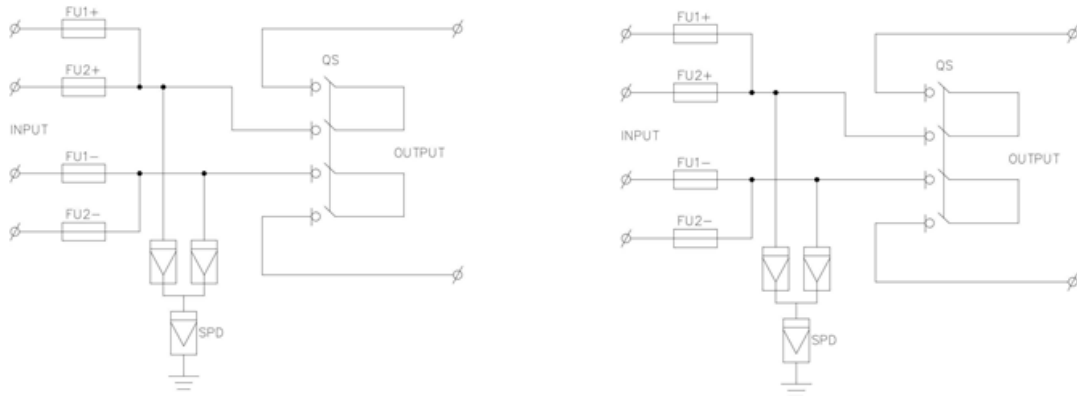 FU1+
FU2+
INPUT
FU1-
FU2-
QS
OUTPUT
SPD
FU1+
FU2+
INPUT
FU1-
FU2-
QS
OUTPUT
SPD